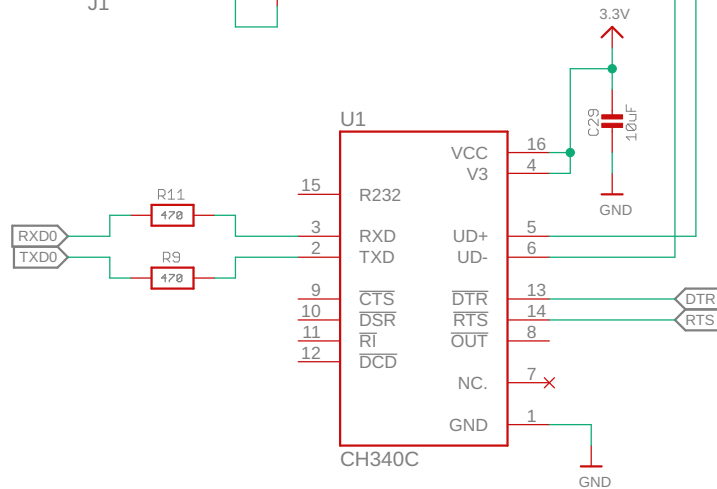 J1
3.3V
C29
10uF
U1
VCC 16
V3 4
15 R232
R11
470
RXD0
3 RXD
UD+ 5
TXD0
2 TXD
UD- 6
R9
470
9 CTS
DTR 13
DTR
10 DSR
RTS 14
RTS
11 RI
OUT 8
12 DCD
NC. 7
GND 1
CH340C
GND
GND